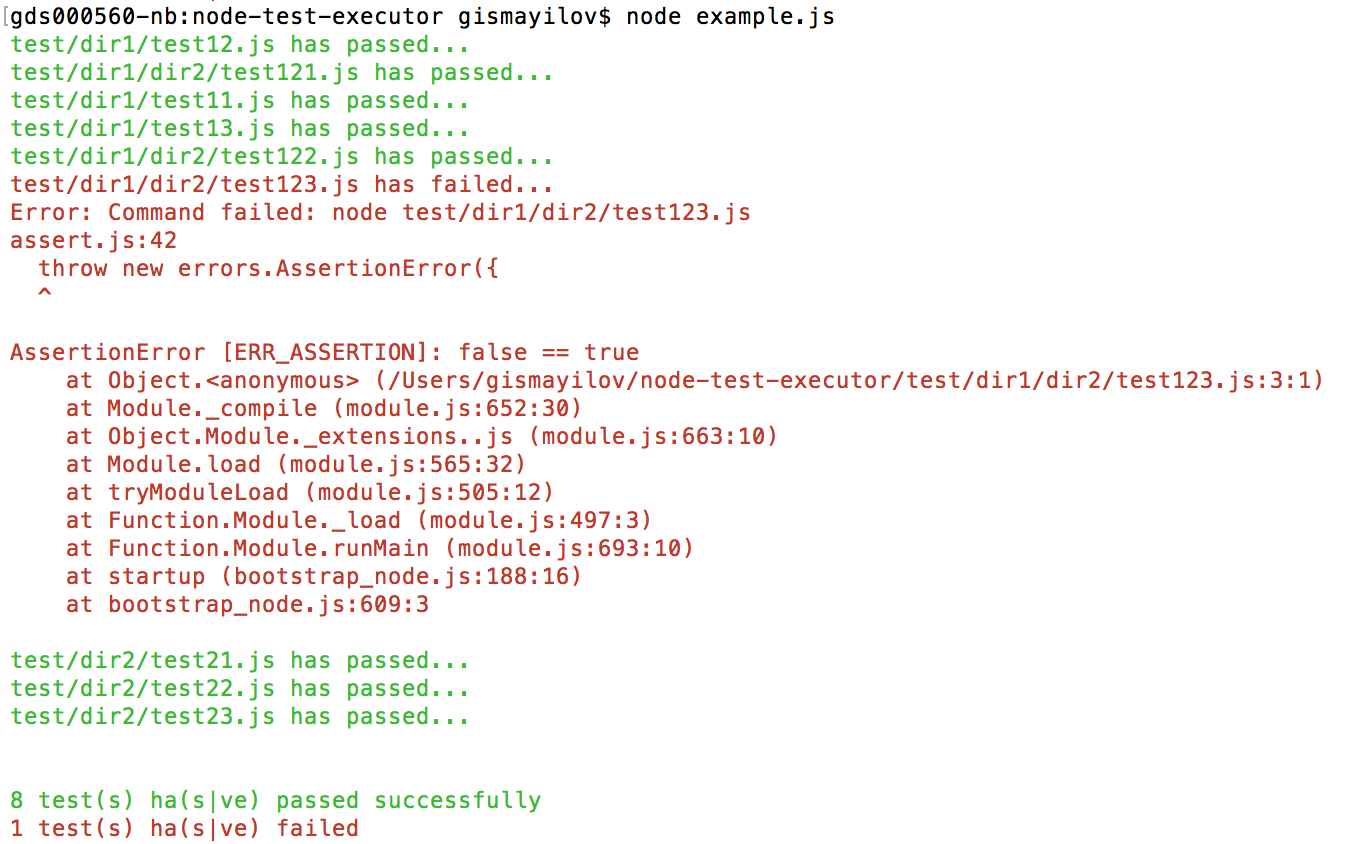 [gds000560-nb:node-test-executor gismayilov$ node example.js
test/dir1/test12.js has passed...
test/dir1/dir2/test121.js has passed...
test/dir1/test11.js has passed...
test/dir1/test13.js has passed...
test/dir1/dir2/test122.js has passed...
test/dir1/dir2/test123.js has failed...
Error: Command failed: node test/dir1/dir2/test123.js
assert.js:42
  throw new errors.AssertionError({
  ^

AssertionError [ERR_ASSERTION]: false == true
    at Object.<anonymous> (/Users/gismayilov/node-test-executor/test/dir1/dir2/test123.js:3:1)
    at Module._compile (module.js:652:30)
    at Object.Module._extensions..js (module.js:663:10)
    at Module.load (module.js:565:32)
    at tryModuleLoad (module.js:505:12)
    at Function.Module._load (module.js:497:3)
    at Function.Module.runMain (module.js:693:10)
    at startup (bootstrap_node.js:188:16)
    at bootstrap_node.js:609:3

test/dir2/test21.js has passed...
test/dir2/test22.js has passed...
test/dir2/test23.js has passed...

8 test(s) ha(s|ve) passed successfully
1 test(s) ha(s|ve) failed